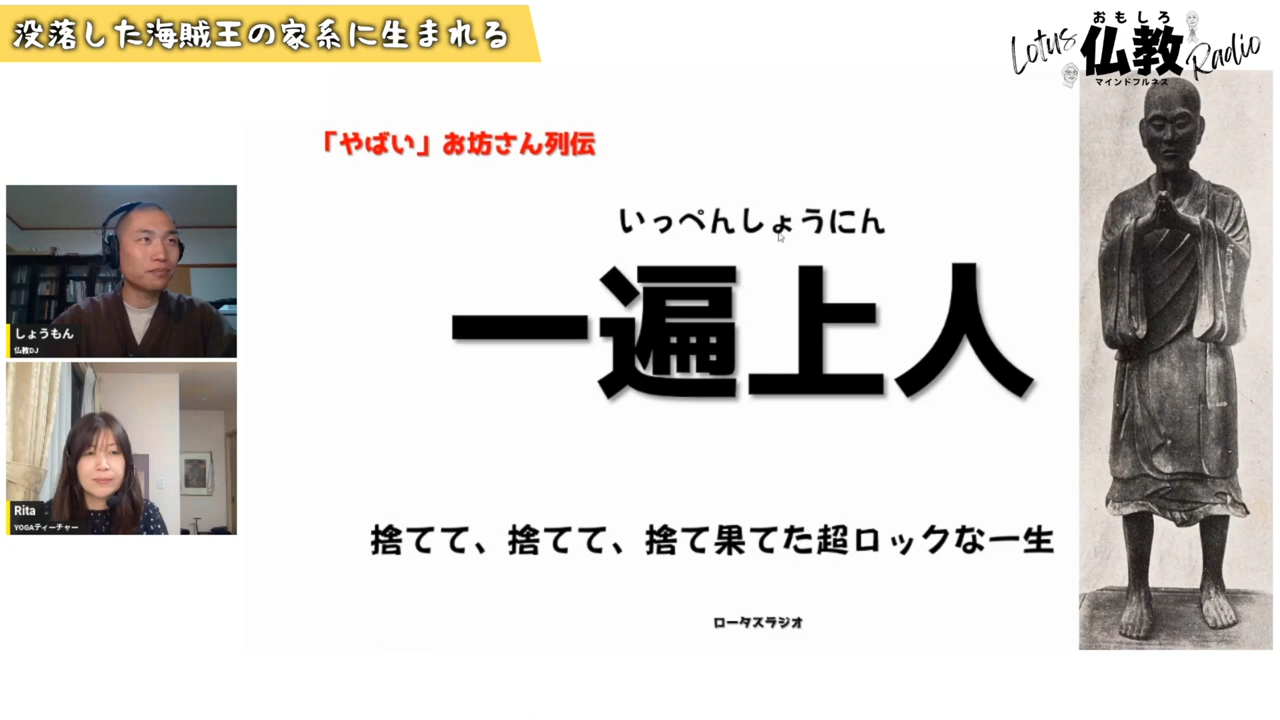 没落した海賊王の家系に生まれる
Lotus
おもしろ
仏教
マインドフルネス
Radio
「やばい」お坊さん列伝
いっぺんしょうにん
一遍上人
捨てて、捨てて、捨て果てた超ロックな一生
ロータスラジオ
しょうもん
仏教DJ
Rita
YOGAティーチャー